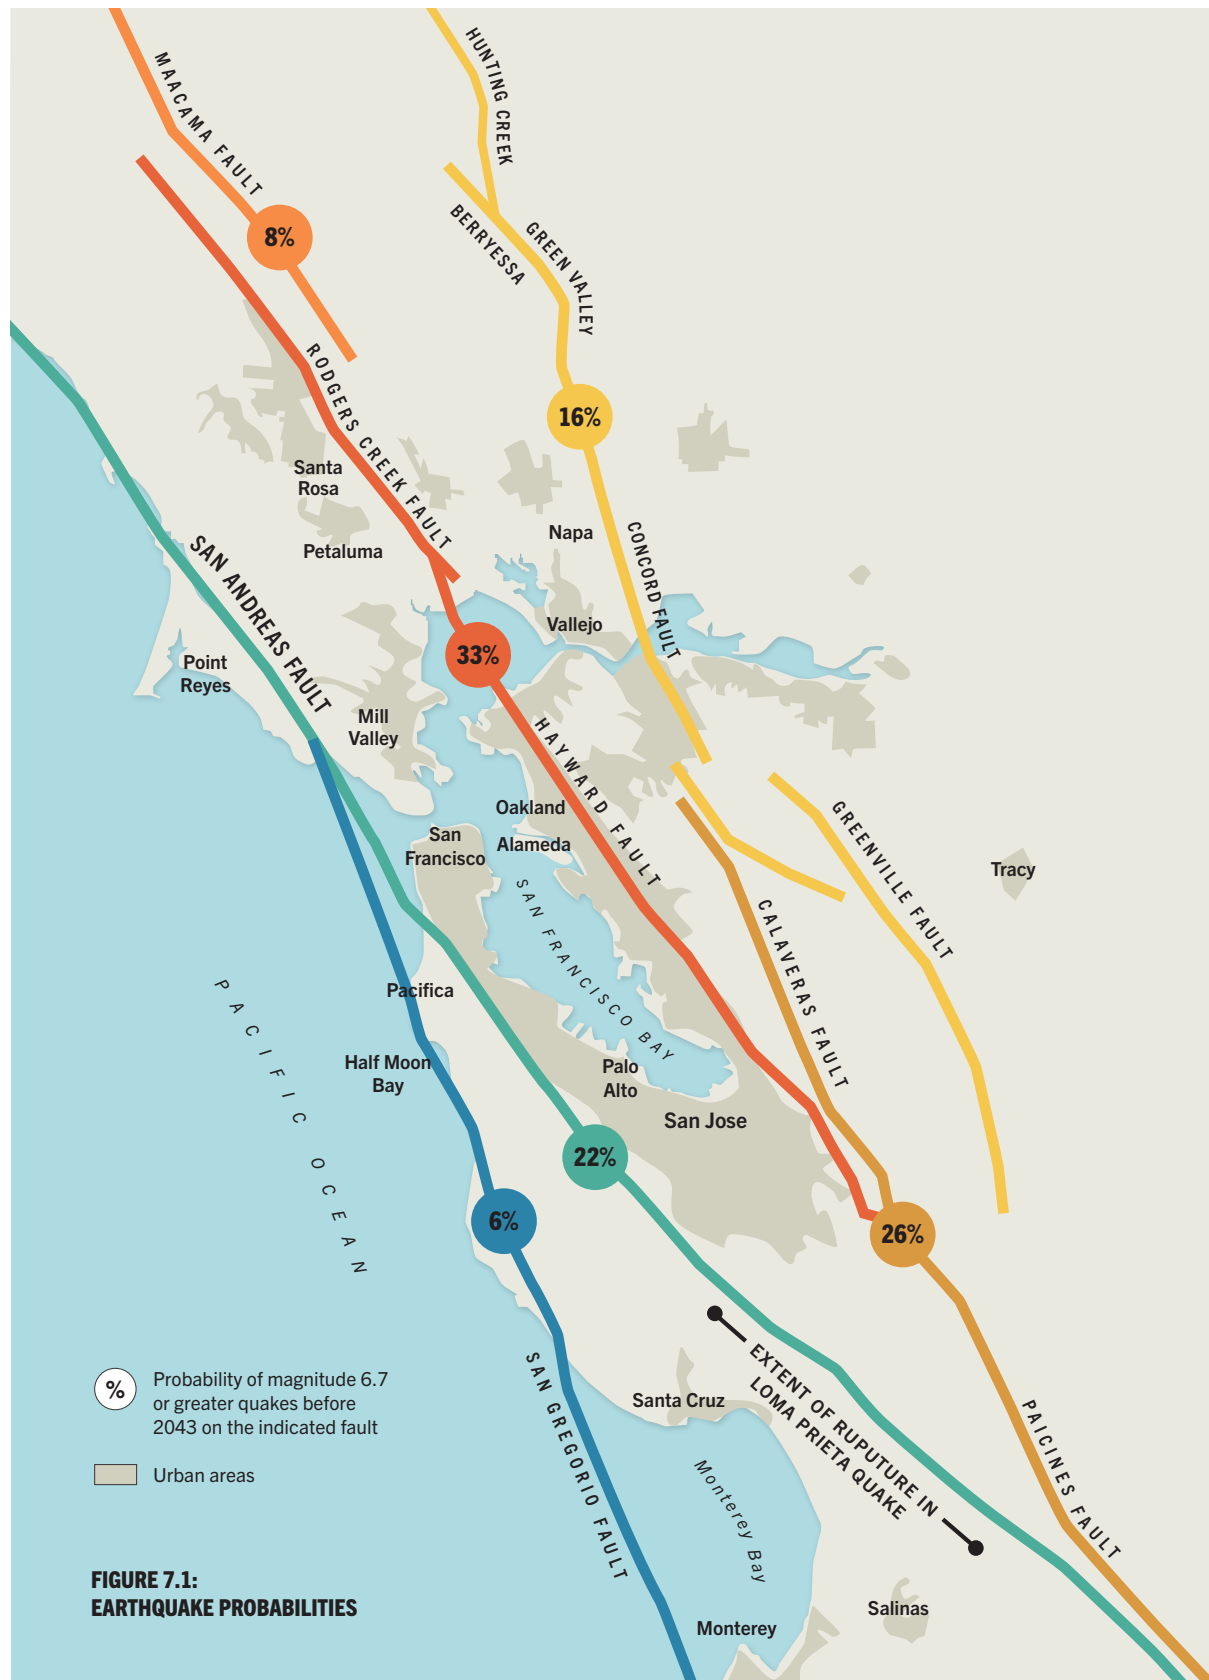 HUNTING CREEK
MAACAMA FAULT
BERRYESSA
GREEN VALLEY
8%
RODGERS CREEK FAULT
16%
Santa
Rosa
Petaluma
Napa
CONCORD FAULT
SAN ANDREAS FAULT
Vallejo
33%
Point
Reyes
Mill
Valley
HAYWARD FAULT
Oakland
Alameda
San
Francisco
GREENVILLE FAULT
Tracy
SAN FRANCISCO BAY
CALAVERAS FAULT
PACIFIC OCEAN
Pacifica
Half Moon
Bay
Palo
Alto
San Jose
22%
6%
26%
EXTENT OF RUPUTURE IN
LOMA PRIETA QUAKE
SAN GREGORIO FAULT
Santa Cruz
PAICINES FAULT
Monterey Bay
%
Probability of magnitude 6.7
or greater quakes before
2043 on the indicated fault
Urban areas
FIGURE 7.1:
EARTHQUAKE PROBABILITIES
Salinas
Monterey